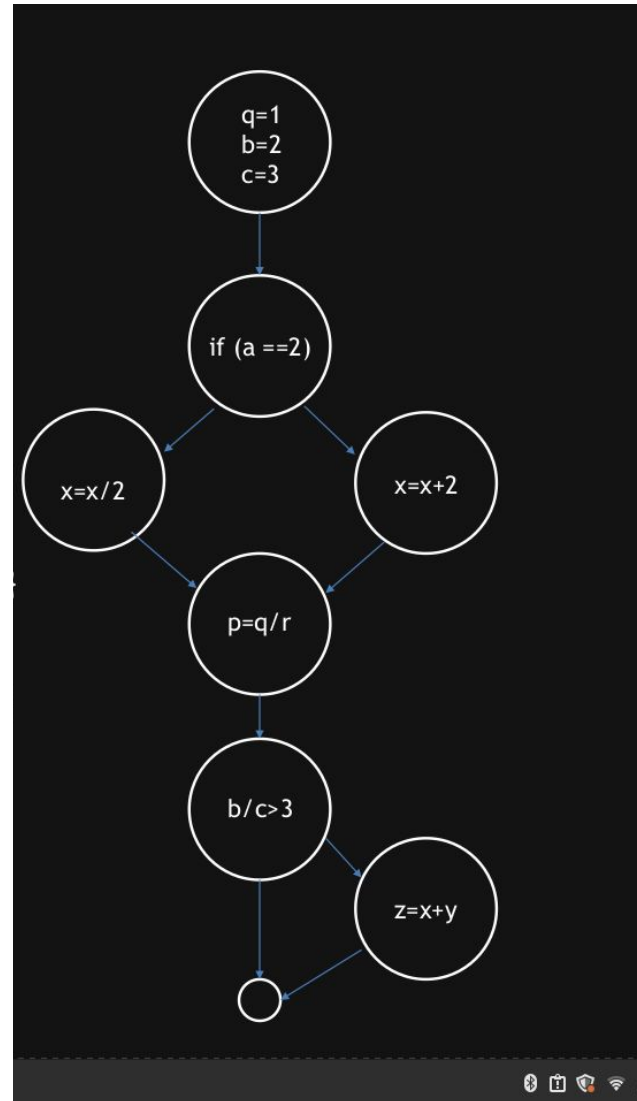 q=1
b=2
c=3
if (a ==2)
x=x/2
x=x+2
p=q/r
b/c>3
z=x+y